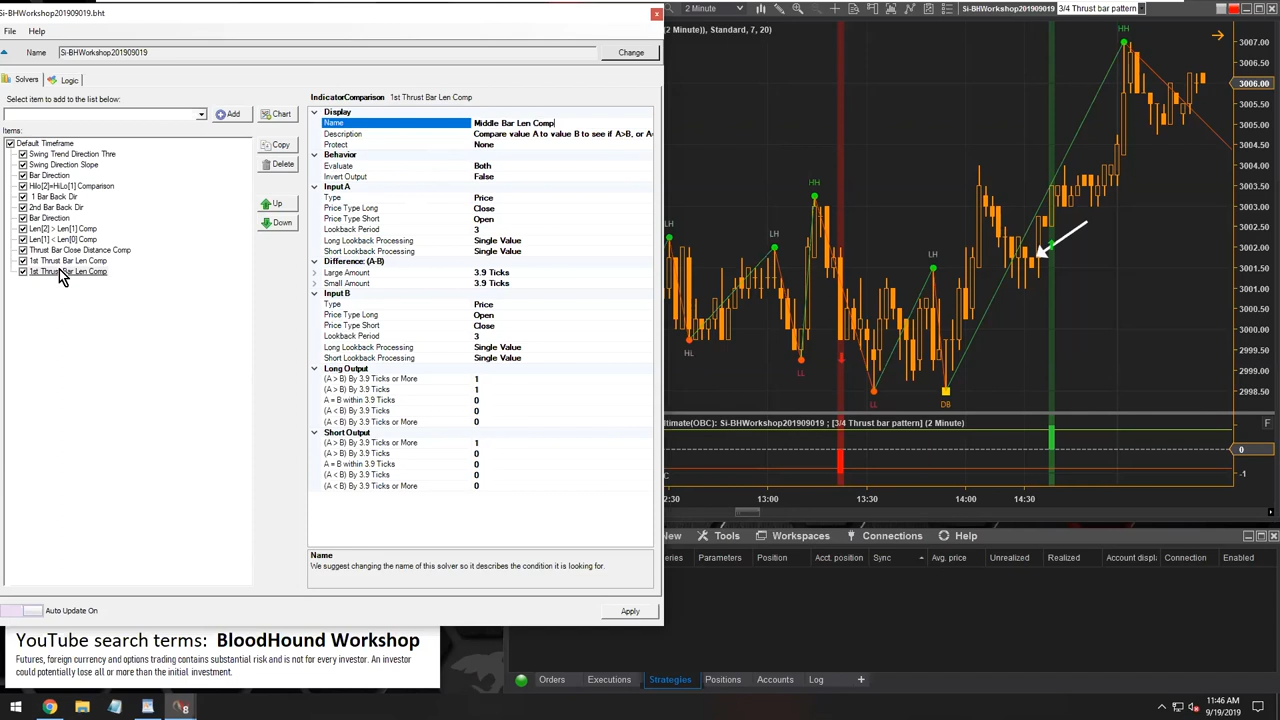 Si-BHWorkshop201909019.bht
File Help
Name Si-BHWorkshop201909019 Change
Solvers Logic
Select item to add to the list below:
Add Chart
Items:
Default Timeframe
Swing Trend Direction Thre
Swing Direction Slope
Bar Direction
Hilo[2]=HiLo[1] Comparison
1 Bar Back Dir
2nd Bar Back Dir
Bar Direction
Len[2] > Len[1] Comp
Len[1] < Len[0] Comp
Thrust Bar Close Distance Comp
1st Thrust Bar Len Comp
1st Thrust Bar Len Comp
Copy
Delete
Up
Down
IndicatorComparison 1st Thrust Bar Len Comp
Display
Name Middle Bar Len Comp
Description Compare value A to value B to see if A>B, or A<
Protect None
Behavior
Evaluate Both
Invert Output False
Input A
Type Price
Price Type Long Close
Price Type Short Open
Lookback Period 3
Long Lookback Processing Single Value
Short Lookback Processing Single Value
Difference: (A-B)
Large Amount 3.9 Ticks
Small Amount 3.9 Ticks
Input B
Type Price
Price Type Long Open
Price Type Short Close
Lookback Period 3
Long Lookback Processing Single Value
Short Lookback Processing Single Value
Long Output
(A > B) By 3.9 Ticks or More 1
(A > B) By 3.9 Ticks 1
A = B within 3.9 Ticks 0
(A < B) By 3.9 Ticks 0
(A < B) By 3.9 Ticks or More 0
Short Output
(A > B) By 3.9 Ticks or More 1
(A > B) By 3.9 Ticks 0
A = B within 3.9 Ticks 0
(A < B) By 3.9 Ticks 0
(A < B) By 3.9 Ticks or More 0
Name
We suggest changing the name of this solver so it describes the condition it is looking for.
Auto Update On Apply
2 Minute Si-BHWorkshop201909019 3/4 Thrust bar pattern
(2 Minute)), Standard, 7, 20)
HH
3007.00
3006.50
3006.00
3005.50
3005.00
3004.50
3004.00
3003.50
3003.00
3002.50
3002.00
3001.50
3001.00
3000.50
3000.00
2999.50
2999.00
2998.50
HH
LH LH
LH
HL
LL
LL DB
ltimate(OBC): Si-BHWorkshop201909019 ; [3/4 Thrust bar pattern] (2 Minute) F
0
-1
2:30 13:00 13:30 14:00 14:30
New Tools Workspaces Connections Help
eries Parameters Position Acct. position Sync Avg. price Unrealized Realized Account displ. Connection Enabled
Orders Executions Strategies Positions Accounts Log +
YouTube search terms: BloodHound Workshop
Futures, foreign currency and options trading contains substantial risk and is not for every investor. An investor
could potentially lose all or more than the initial investment.
8
11:46 AM
9/19/2019